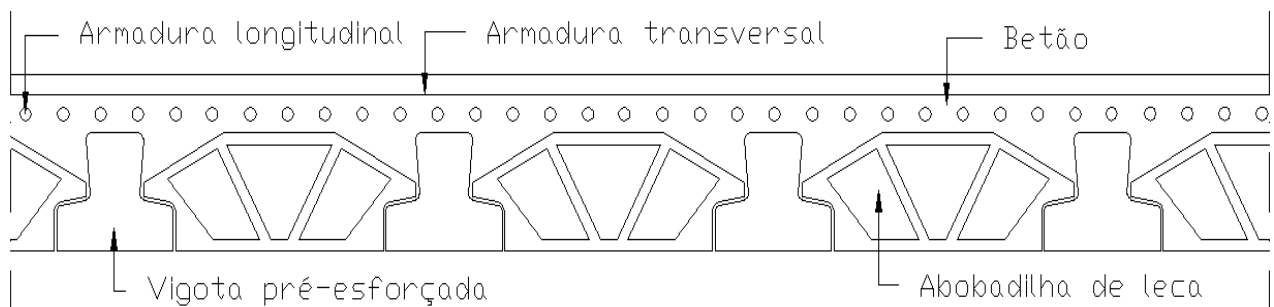 Armadura longitudinal
Armadura transversal
Betão
Vigota pré-esforçada
Abobadilha de leca